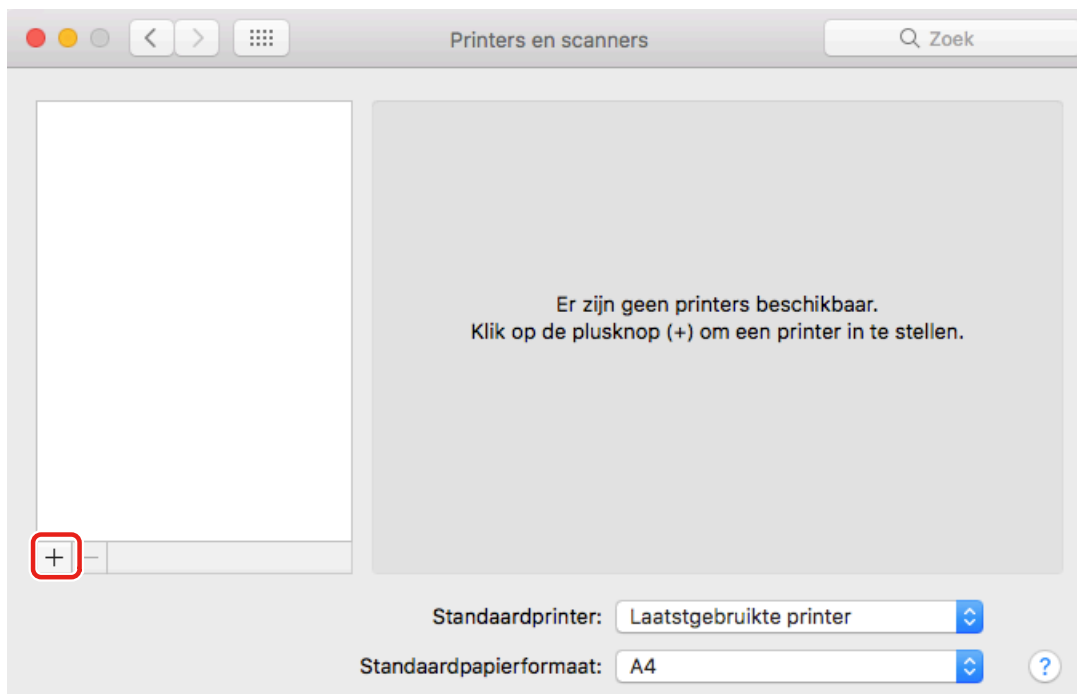 Printers en scanners
Zoek
Er zijn geen printers beschikbaar.
Klik op de plusknop (+) om een printer in te stellen.
+ −
Standaardprinter: Laatstgebruikte printer
Standaardpapierformaat: A4
?